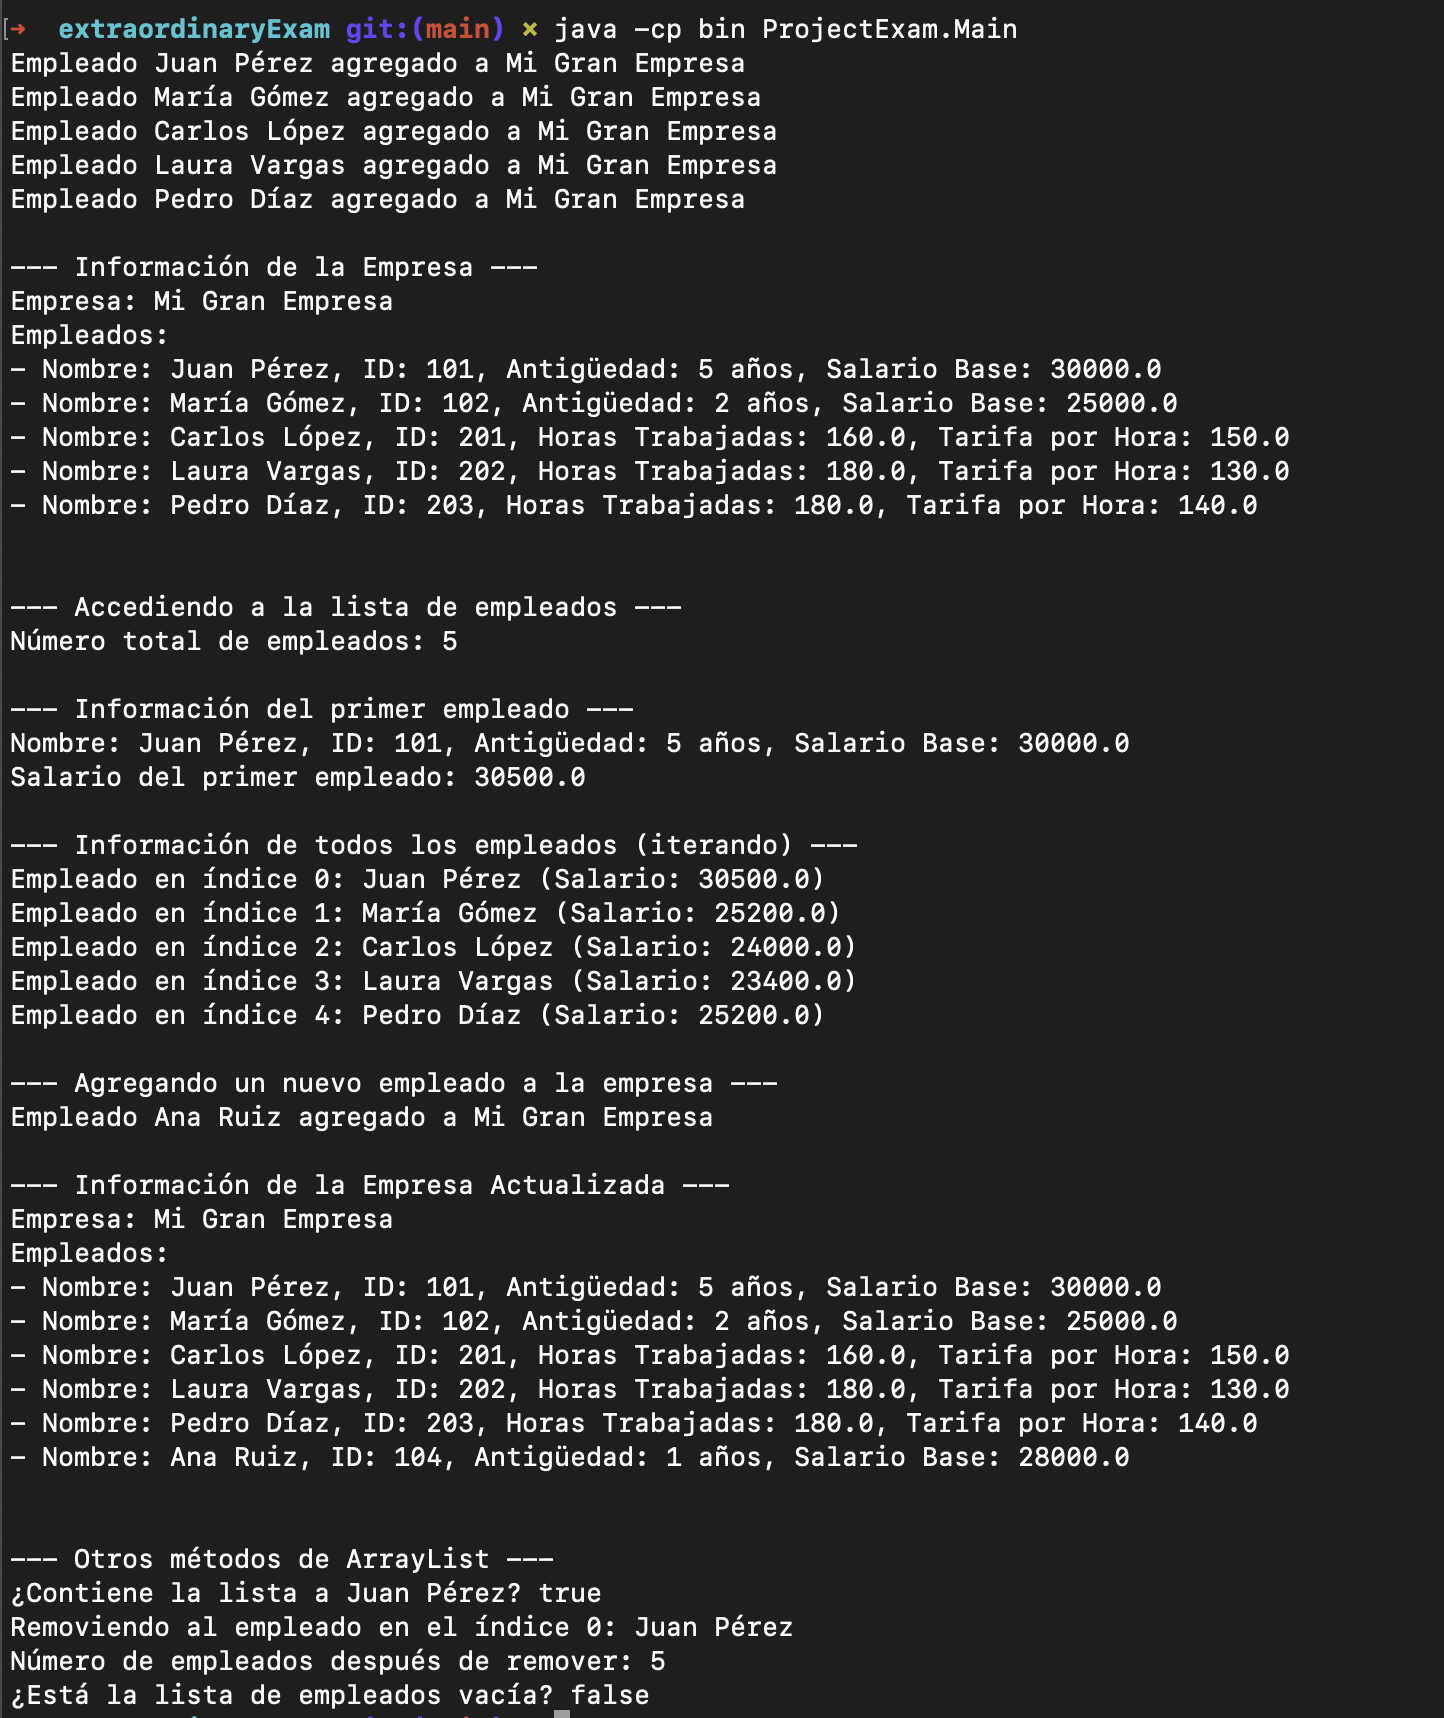 [➜  extraordinaryExam git:(main) ✗ java -cp bin ProjectExam.Main
Empleado Juan Pérez agregado a Mi Gran Empresa
Empleado María Gómez agregado a Mi Gran Empresa
Empleado Carlos López agregado a Mi Gran Empresa
Empleado Laura Vargas agregado a Mi Gran Empresa
Empleado Pedro Díaz agregado a Mi Gran Empresa
--- Información de la Empresa ---
Empresa: Mi Gran Empresa
Empleados:
- Nombre: Juan Pérez, ID: 101, Antigüedad: 5 años, Salario Base: 30000.0
- Nombre: María Gómez, ID: 102, Antigüedad: 2 años, Salario Base: 25000.0
- Nombre: Carlos López, ID: 201, Horas Trabajadas: 160.0, Tarifa por Hora: 150.0
- Nombre: Laura Vargas, ID: 202, Horas Trabajadas: 180.0, Tarifa por Hora: 130.0
- Nombre: Pedro Díaz, ID: 203, Horas Trabajadas: 180.0, Tarifa por Hora: 140.0
--- Accediendo a la lista de empleados ---
Número total de empleados: 5
--- Información del primer empleado ---
Nombre: Juan Pérez, ID: 101, Antigüedad: 5 años, Salario Base: 30000.0
Salario del primer empleado: 30500.0
--- Información de todos los empleados (iterando) ---
Empleado en índice 0: Juan Pérez (Salario: 30500.0)
Empleado en índice 1: María Gómez (Salario: 25200.0)
Empleado en índice 2: Carlos López (Salario: 24000.0)
Empleado en índice 3: Laura Vargas (Salario: 23400.0)
Empleado en índice 4: Pedro Díaz (Salario: 25200.0)
--- Agregando un nuevo empleado a la empresa ---
Empleado Ana Ruiz agregado a Mi Gran Empresa
--- Información de la Empresa Actualizada ---
Empresa: Mi Gran Empresa
Empleados:
- Nombre: Juan Pérez, ID: 101, Antigüedad: 5 años, Salario Base: 30000.0
- Nombre: María Gómez, ID: 102, Antigüedad: 2 años, Salario Base: 25000.0
- Nombre: Carlos López, ID: 201, Horas Trabajadas: 160.0, Tarifa por Hora: 150.0
- Nombre: Laura Vargas, ID: 202, Horas Trabajadas: 180.0, Tarifa por Hora: 130.0
- Nombre: Pedro Díaz, ID: 203, Horas Trabajadas: 180.0, Tarifa por Hora: 140.0
- Nombre: Ana Ruiz, ID: 104, Antigüedad: 1 años, Salario Base: 28000.0
--- Otros métodos de ArrayList ---
¿Contiene la lista a Juan Pérez? true
Removiendo al empleado en el índice 0: Juan Pérez
Número de empleados después de remover: 5
¿Está la lista de empleados vacía? false